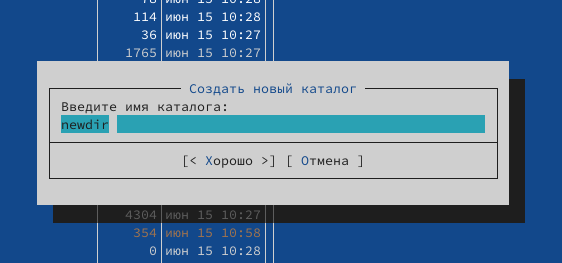 78 июн 15 10:28
114 июн 15 10:28
36 июн 15 10:27
1765 июн 15 10:27
Создать новый каталог
Введите имя каталога:
newdir
[< Хорошо >] [ Отмена ]
4304 июн 15 10:27
354 июн 15 10:58
0 июн 15 10:28